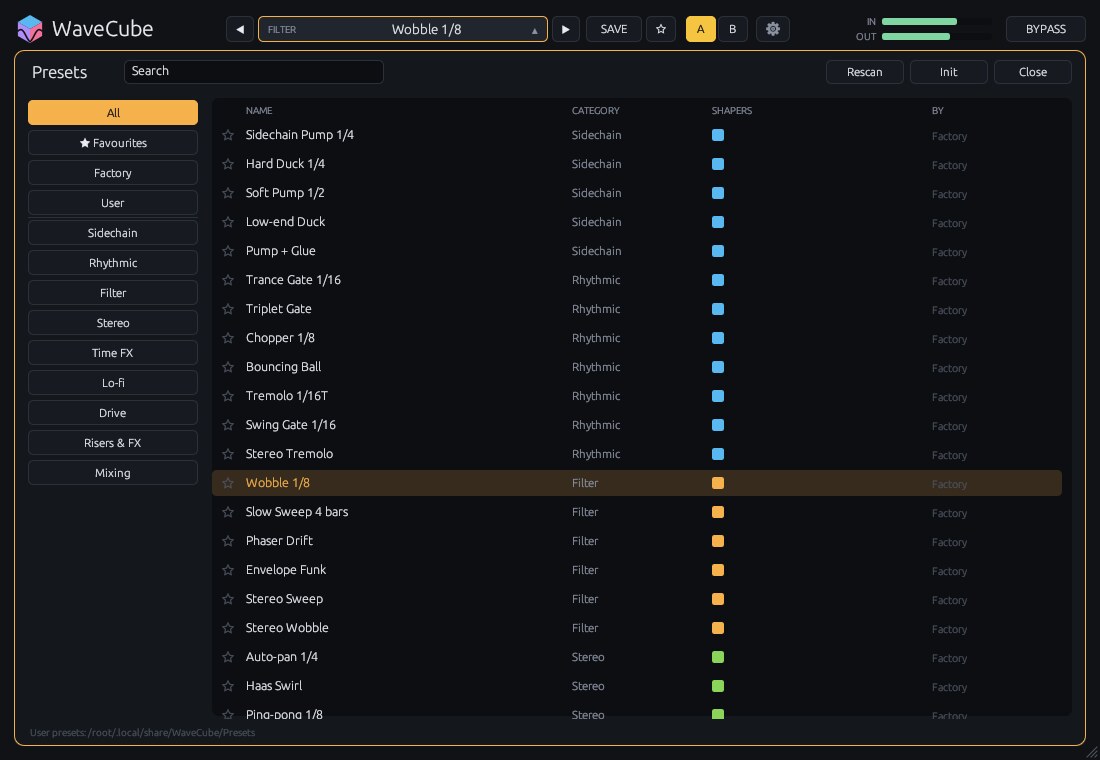 WaveCube
◀ FILTER Wobble 1/8 ▲ ▶ SAVE ☆ A B IN OUT BYPASS
Presets Search Rescan Init Close
All
★ Favourites
Factory
User
Sidechain
Rhythmic
Filter
Stereo
Time FX
Lo-fi
Drive
Risers & FX
Mixing
NAME CATEGORY SHAPERS BY
Sidechain Pump 1/4 Sidechain Factory
Hard Duck 1/4 Sidechain Factory
Soft Pump 1/2 Sidechain Factory
Low-end Duck Sidechain Factory
Pump + Glue Sidechain Factory
Trance Gate 1/16 Rhythmic Factory
Triplet Gate Rhythmic Factory
Chopper 1/8 Rhythmic Factory
Bouncing Ball Rhythmic Factory
Tremolo 1/16T Rhythmic Factory
Swing Gate 1/16 Rhythmic Factory
Stereo Tremolo Rhythmic Factory
Wobble 1/8 Filter Factory
Slow Sweep 4 bars Filter Factory
Phaser Drift Filter Factory
Envelope Funk Filter Factory
Stereo Sweep Filter Factory
Stereo Wobble Filter Factory
Auto-pan 1/4 Stereo Factory
Haas Swirl Stereo Factory
Ping-pong 1/8 Stereo Factory
User presets: /root/.local/share/WaveCube/Presets